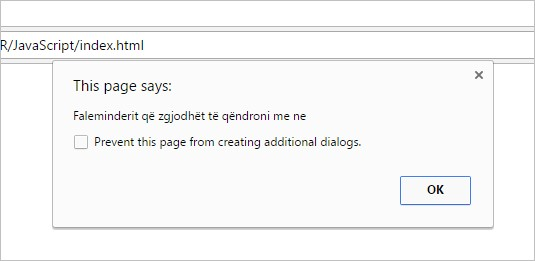 R/JavaScript/index.html
This page says:
Faleminderit që zgjodhët të qëndroni me ne
Prevent this page from creating additional dialogs.
OK